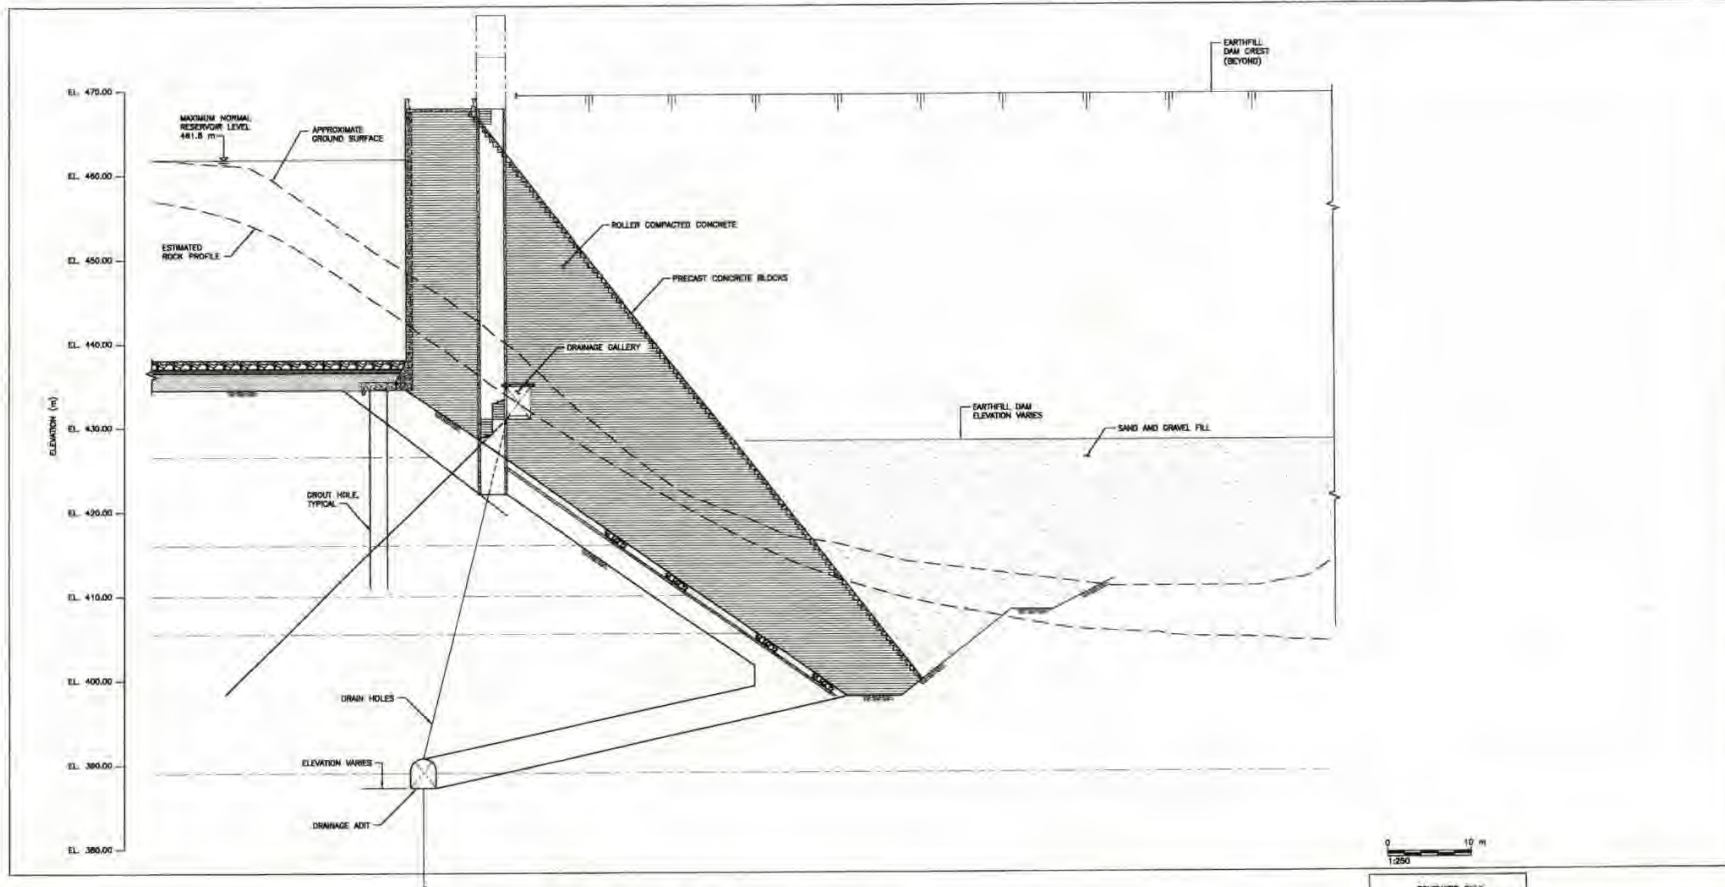 EARTHFILL
DAM CREST
(BEYOND)
EL. 470.00
MAXIMUM NORMAL
RESERVOIR LEVEL
461.8 m
APPROXIMATE
GROUND SURFACE
EL. 460.00
ROLLER COMPACTED CONCRETE
ESTIMATED
ROCK PROFILE
EL. 450.00
PRECAST CONCRETE BLOCKS
EL. 440.00
DRAINAGE GALLERY
ELEVATION (m)
EARTHFILL DAM
ELEVATION VARIES
SAND AND GRAVEL FILL
EL. 430.00
GROUT HOLE,
TYPICAL
EL. 420.00
EL. 410.00
EL. 400.00
DRAIN HOLES
EL. 390.00
ELEVATION VARIES
DRAINAGE ADIT
EL. 380.00
0 10 m
1:250